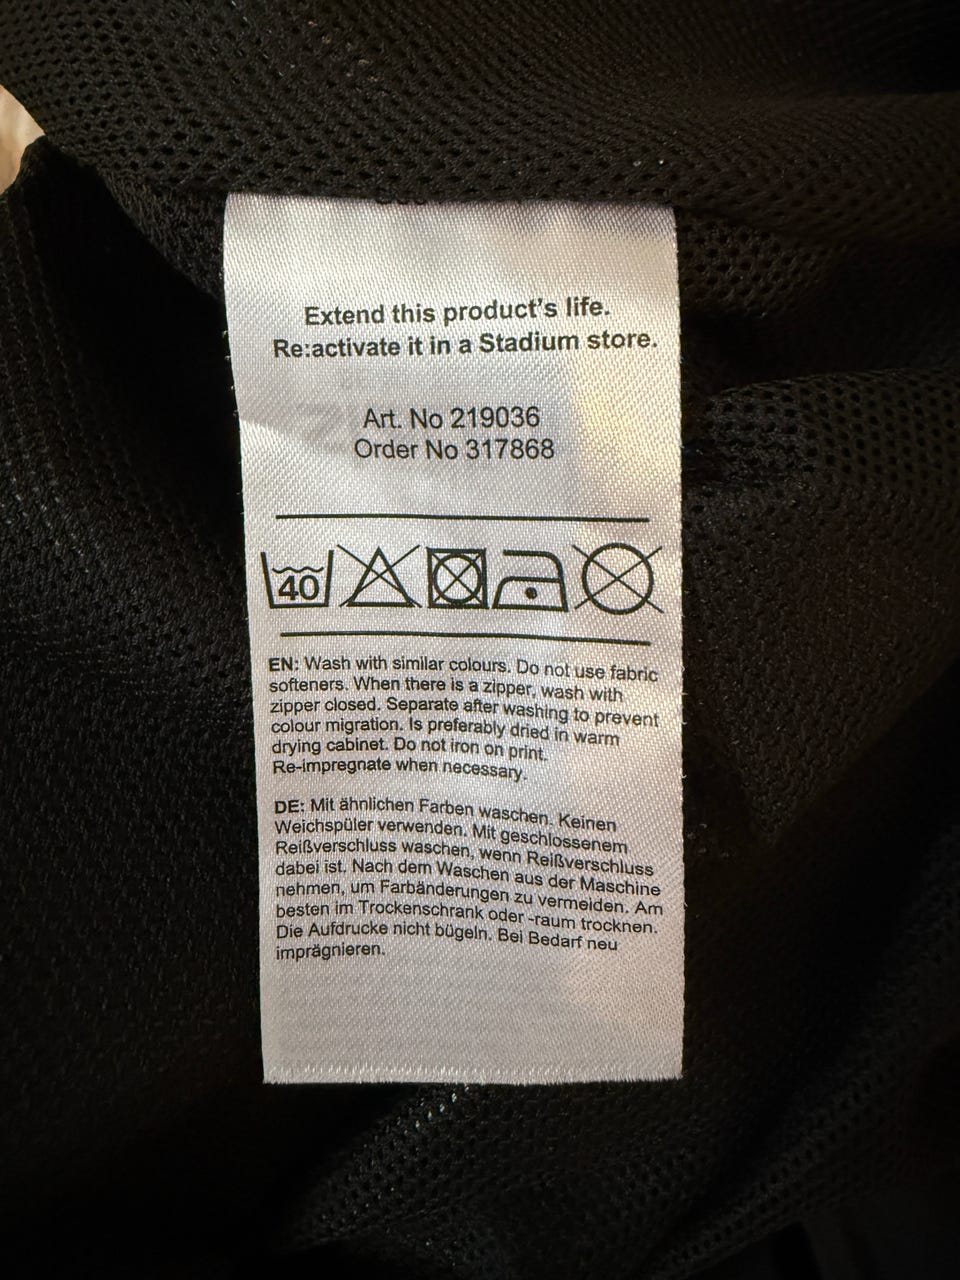 Extend this product's life.
Re:activate it in a Stadium store.
Art. No 219036
Order No 317868
40
EN: Wash with similar colours. Do not use fabric
softeners. When there is a zipper, wash with
zipper closed. Separate after washing to prevent
colour migration. Is preferably dried in warm
drying cabinet. Do not iron on print.
Re-impregnate when necessary.
DE: Mit ähnlichen Farben waschen. Keinen
Weichspüler verwenden. Mit geschlossenem
Reißverschluss waschen, wenn Reißverschluss
dabei ist. Nach dem Waschen aus der Maschine
nehmen, um Farbänderungen zu vermeiden. Am
besten im Trockenschrank oder -raum trocknen.
Die Aufdrucke nicht bügeln. Bei Bedarf neu
imprägnieren.